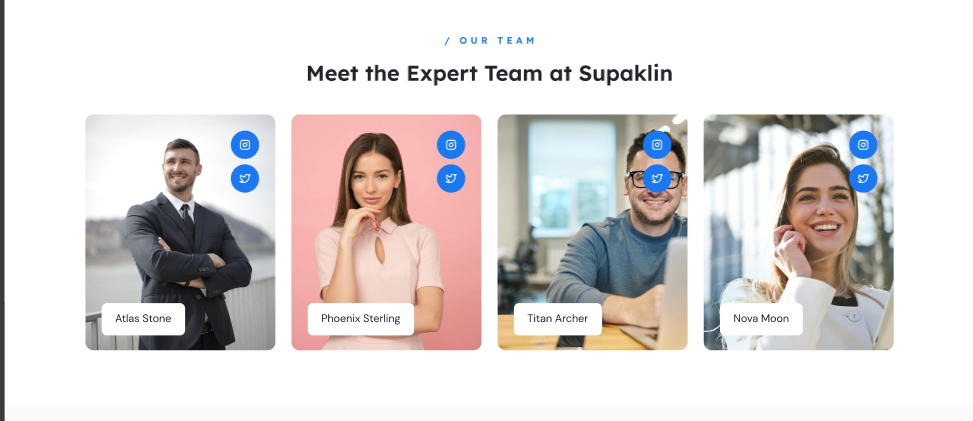 / OUR TEAM
Meet the Expert Team at Supaklin
Atlas Stone
Phoenix Sterling
Titan Archer
Nova Moon